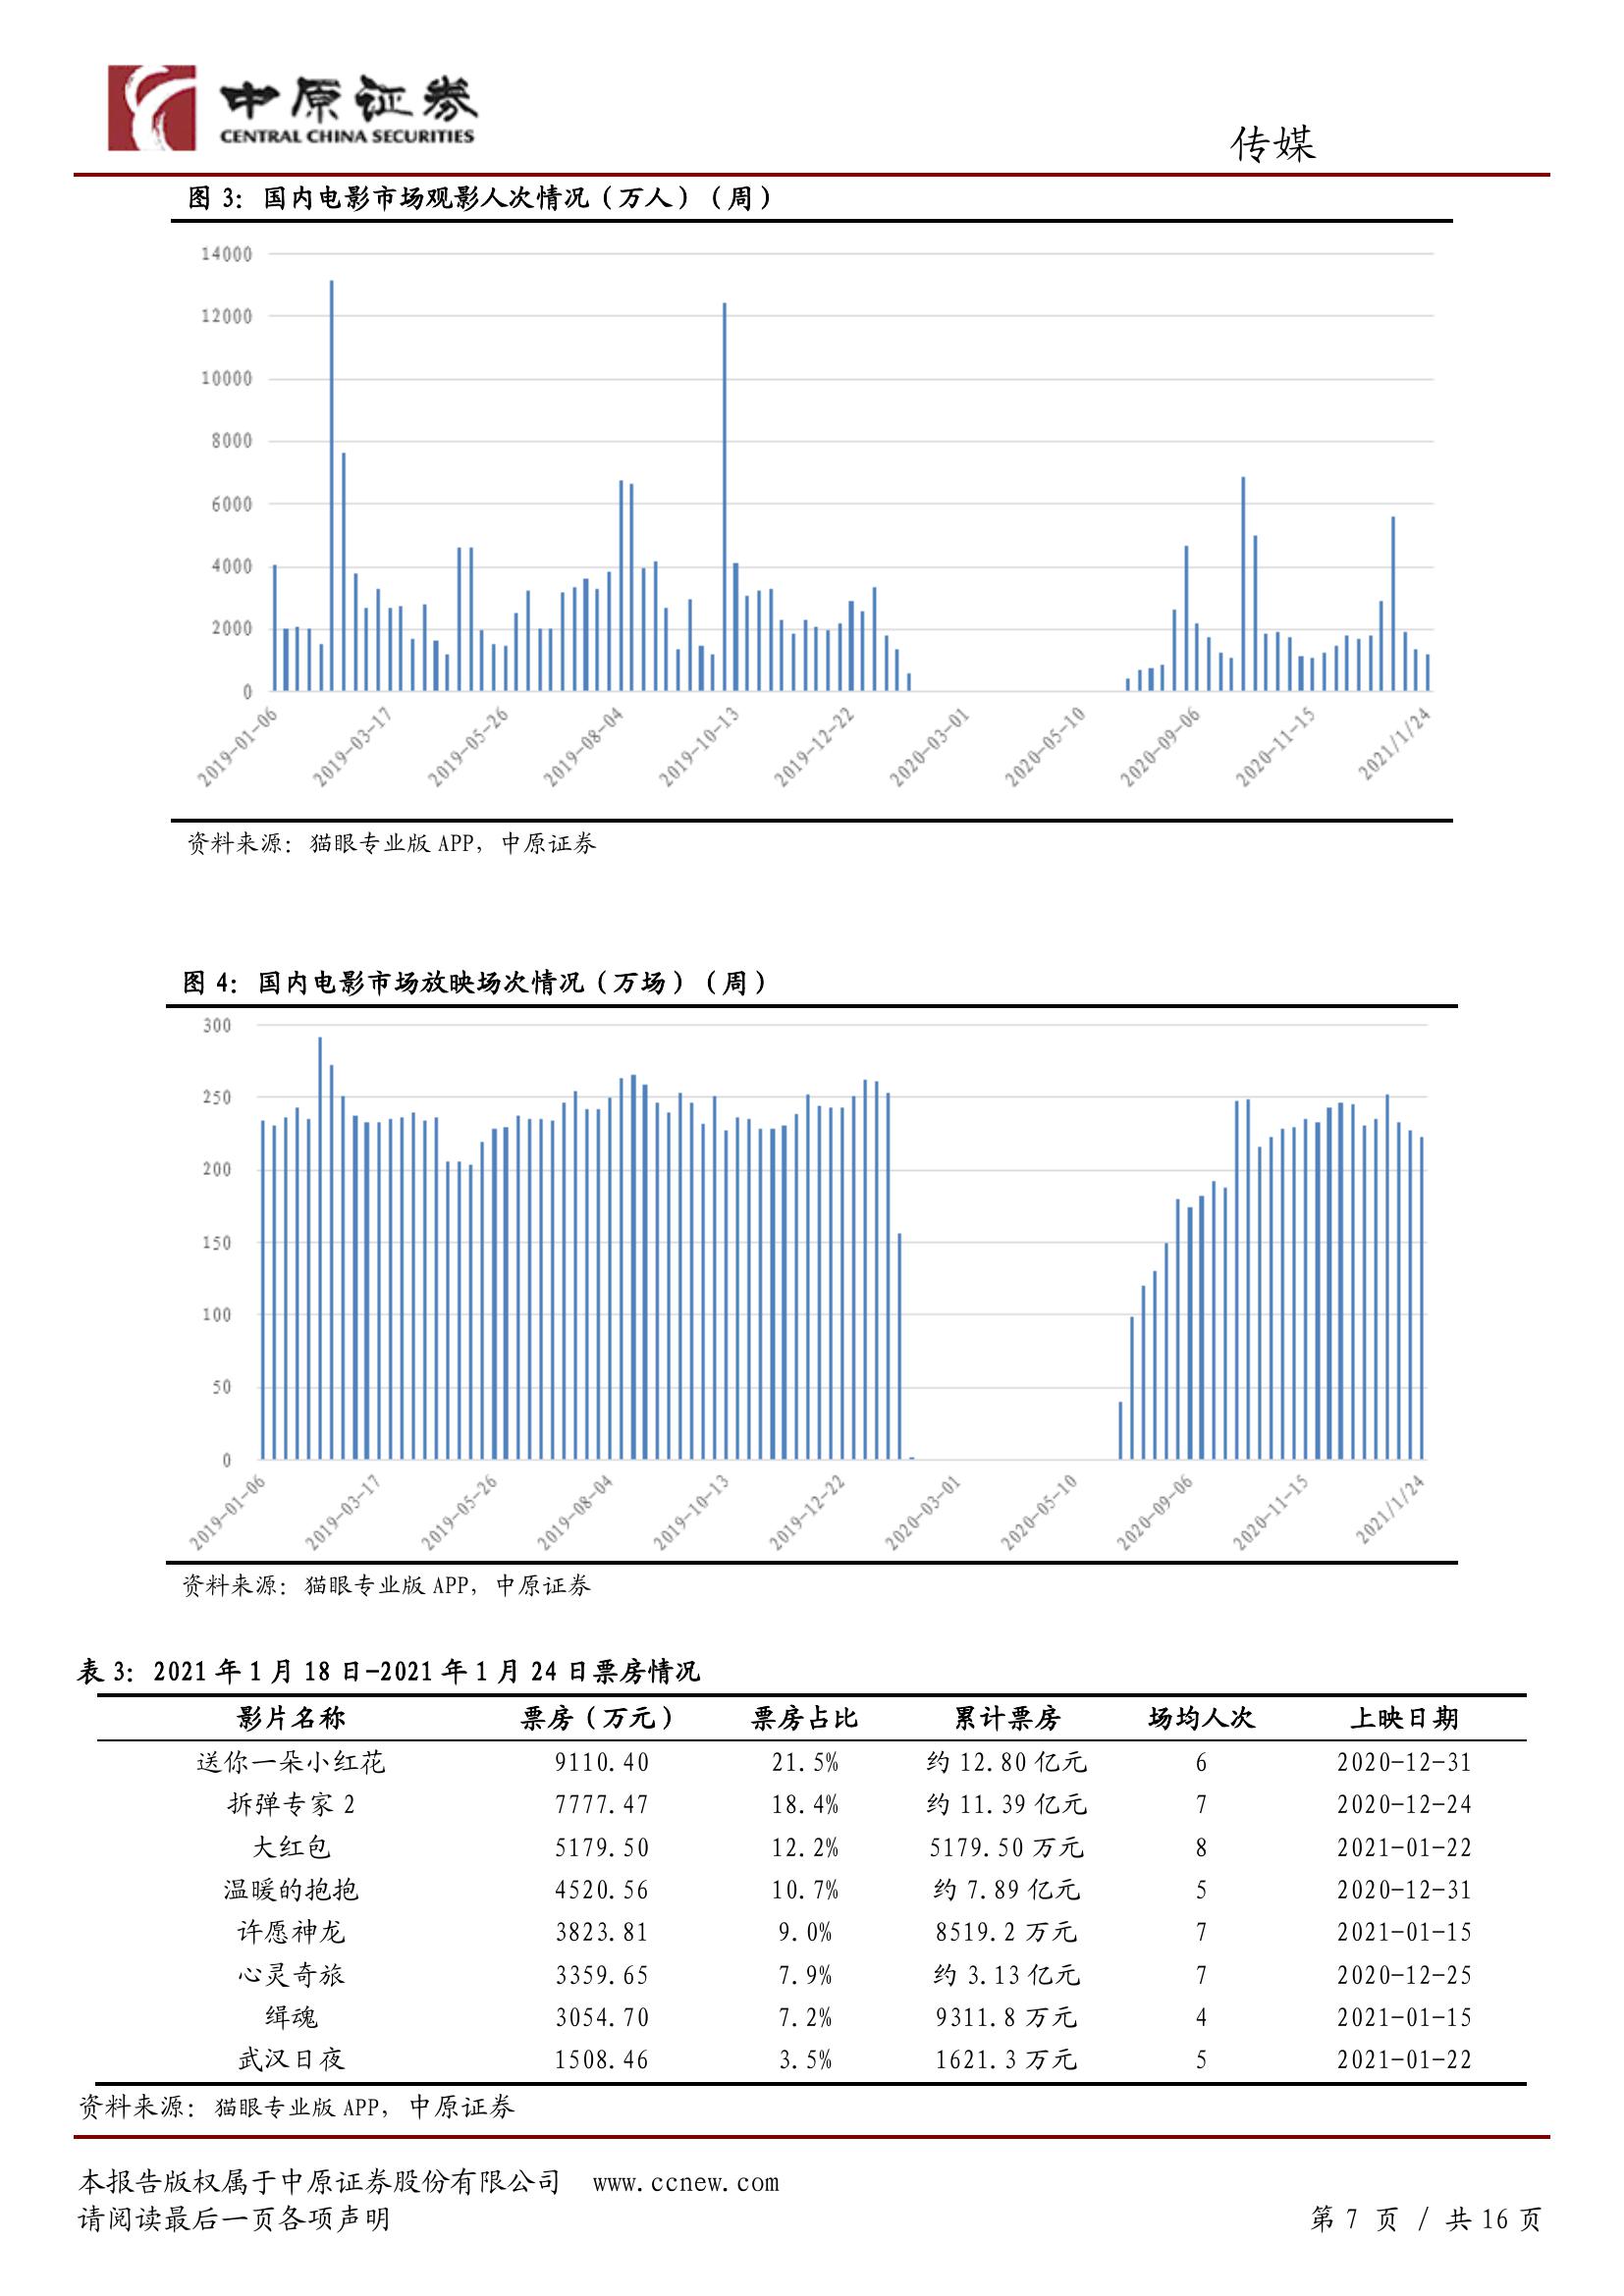 中原证券
CENTRAL CHINA SECURITIES
传媒
图 3：国内电影市场观影人次情况（万人）（周）
14000
12000
10000
8000
6000
4000
2000
0
2019-01-06 2019-03-17 2019-05-26 2019-08-04 2019-10-13 2019-12-22 2020-03-01 2020-05-10 2020-09-06 2020-11-15 2021/1/24
资料来源：猫眼专业版 APP，中原证券
图 4：国内电影市场放映场次情况（万场）（周）
300
250
200
150
100
50
0
2019-01-06 2019-03-17 2019-05-26 2019-08-04 2019-10-13 2019-12-22 2020-03-01 2020-05-10 2020-09-06 2020-11-15 2021/1/24
资料来源：猫眼专业版 APP，中原证券
表 3：2021 年 1 月 18 日-2021 年 1 月 24 日票房情况
影片名称 票房（万元） 票房占比 累计票房 场均人次 上映日期
送你一朵小红花 9110.40 21.5% 约 12.80 亿元 6 2020-12-31
拆弹专家 2 7777.47 18.4% 约 11.39 亿元 7 2020-12-24
大红包 5179.50 12.2% 5179.50 万元 8 2021-01-22
温暖的抱抱 4520.56 10.7% 约 7.89 亿元 5 2020-12-31
许愿神龙 3823.81 9.0% 8519.2 万元 7 2021-01-15
心灵奇旅 3359.65 7.9% 约 3.13 亿元 7 2020-12-25
缉魂 3054.70 7.2% 9311.8 万元 4 2021-01-15
武汉日夜 1508.46 3.5% 1621.3 万元 5 2021-01-22
资料来源：猫眼专业版 APP，中原证券
本报告版权属于中原证券股份有限公司 www.ccnew.com
请阅读最后一页各项声明 第 7 页 / 共 16 页